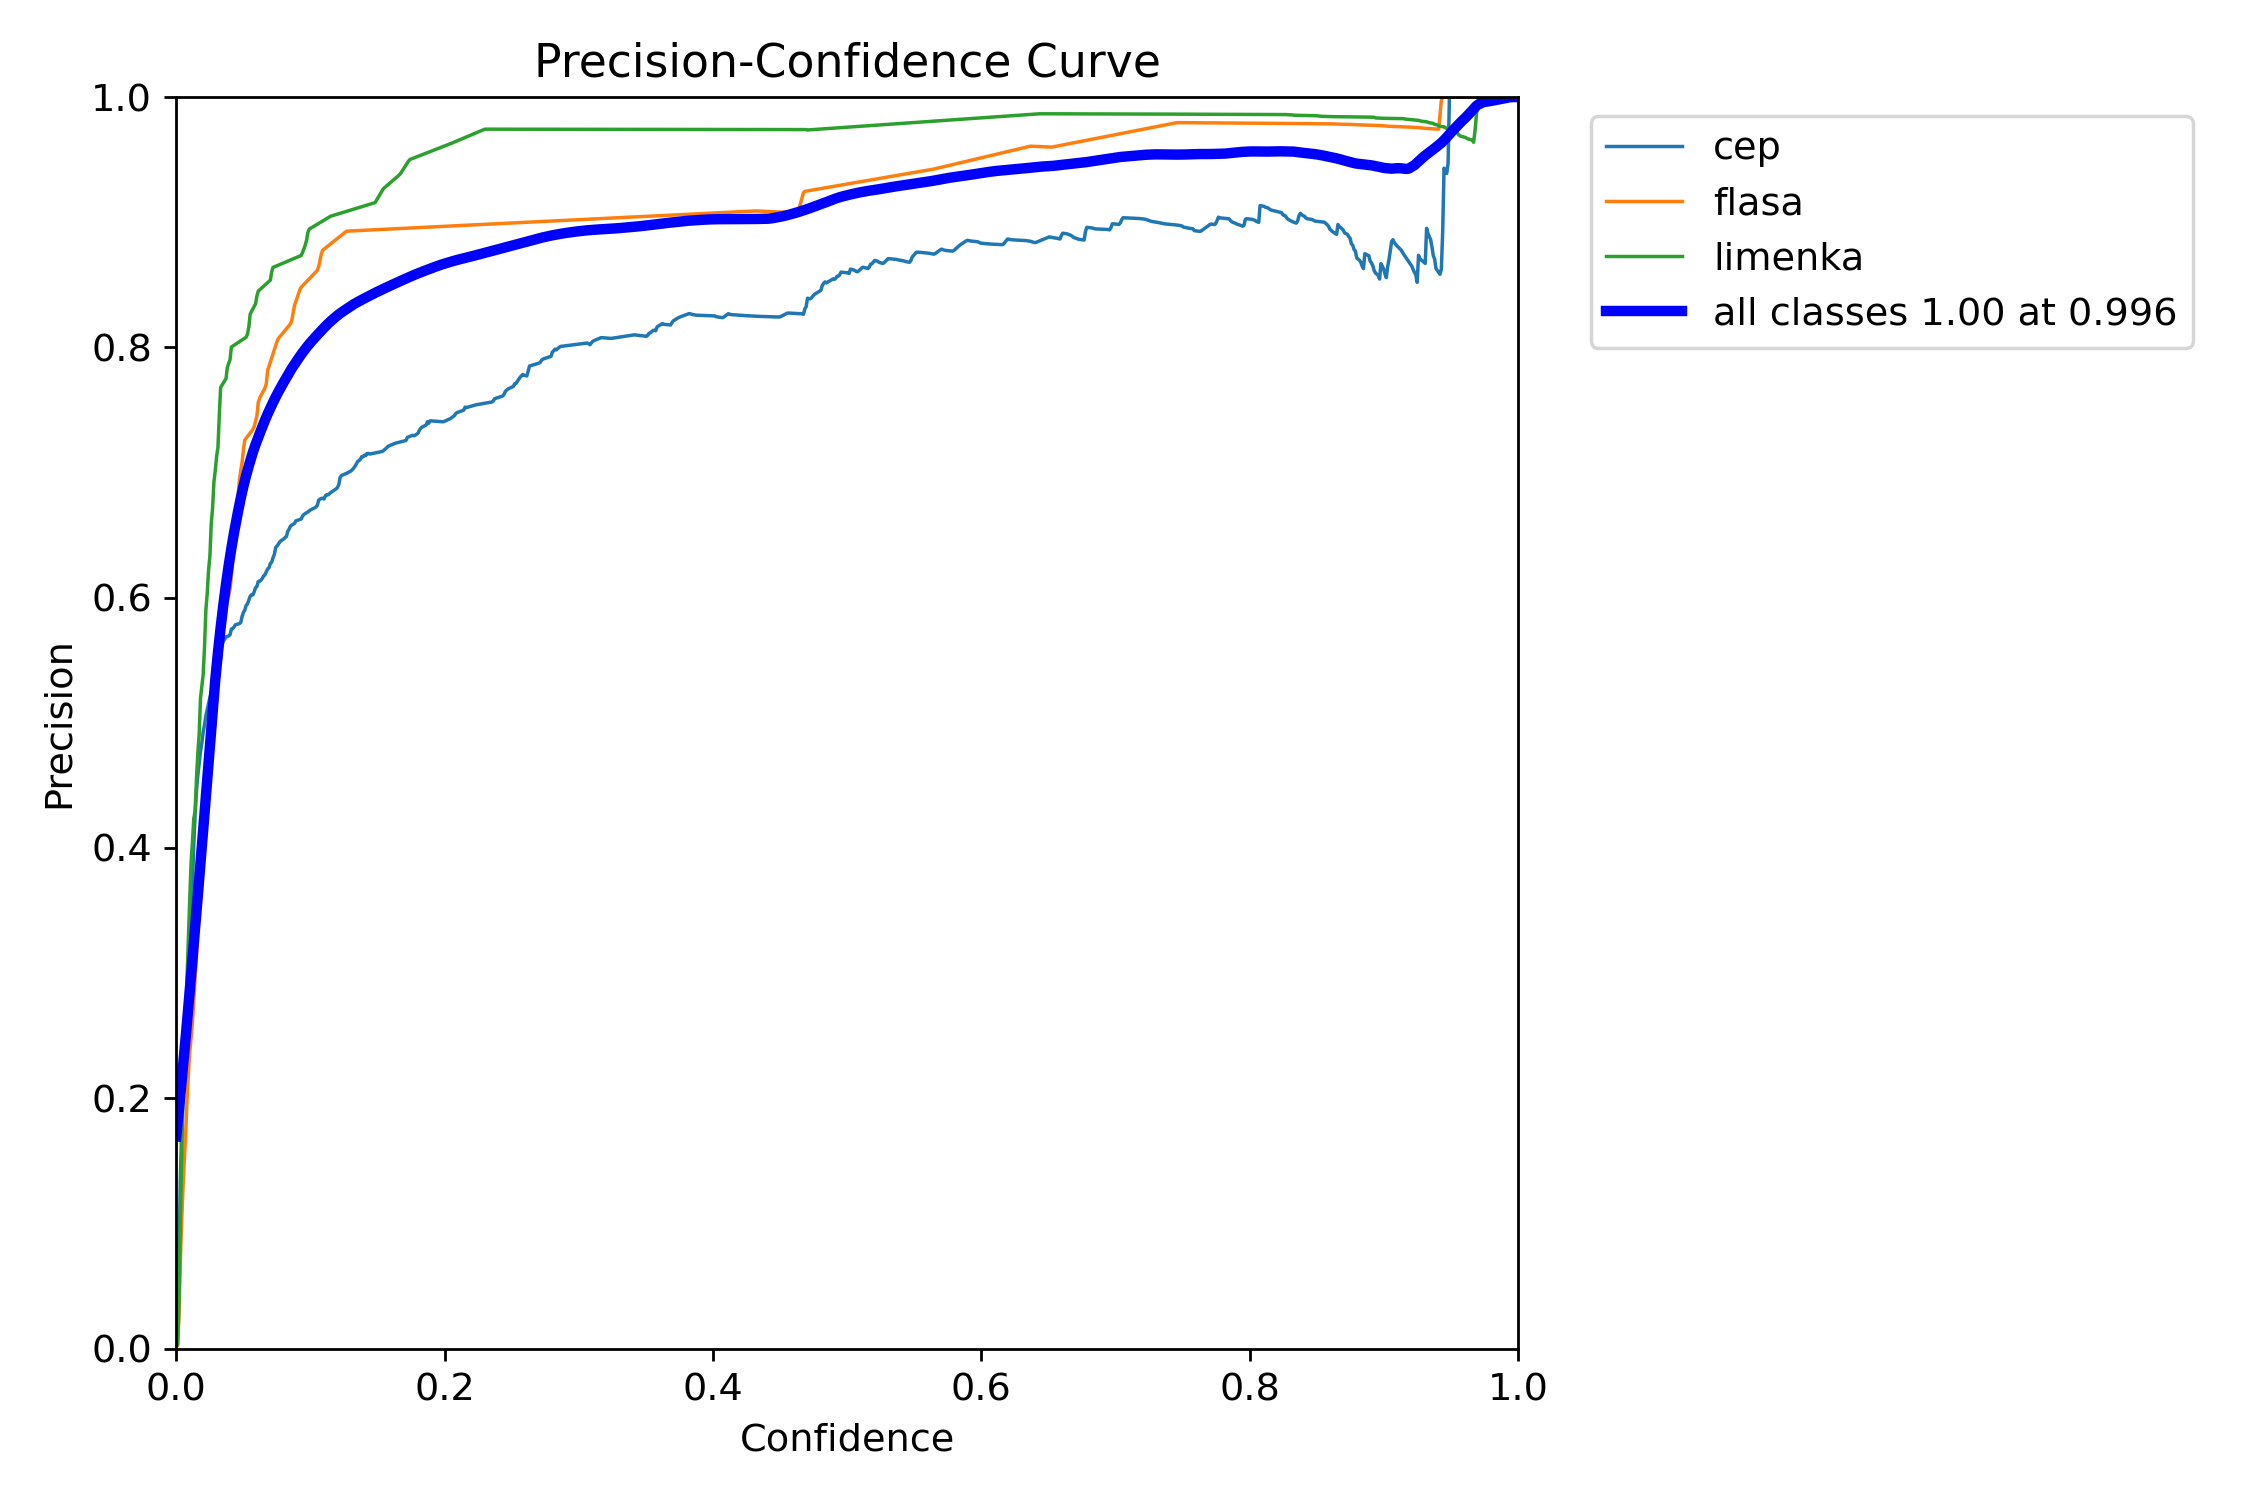 Precision-Confidence Curve
1.0
0.8
0.6
0.4
0.2
0.0
Precision
0.0 0.2 0.4 0.6 0.8 1.0
Confidence
cep
flasa
limenka
all classes 1.00 at 0.996